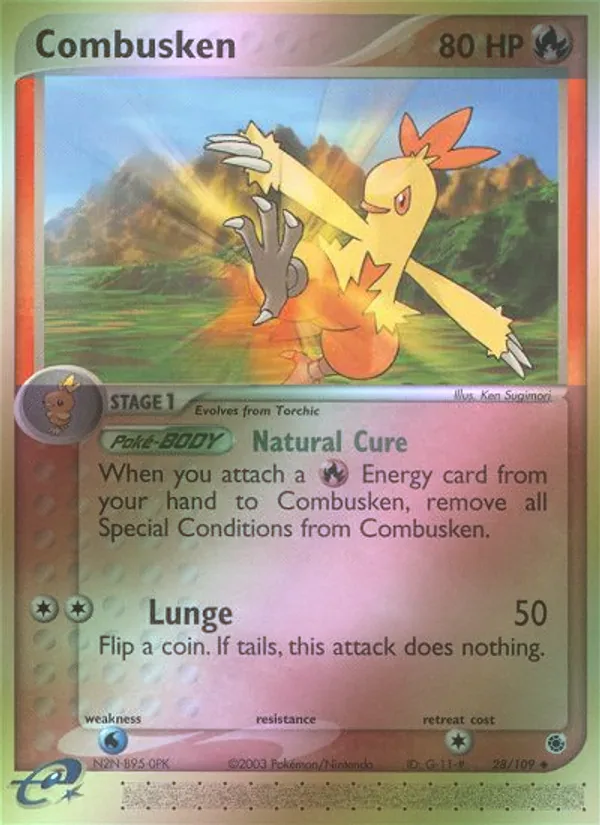 Combusken 80 HP
Illus. Ken Sugimori
STAGE 1
Evolves from Torchic
Poké-BODY Natural Cure
When you attach a Energy card from
your hand to Combusken, remove all
Special Conditions from Combusken.
Lunge 50
Flip a coin. If tails, this attack does nothing.
weakness resistance retreat cost
©2003 Pokémon/Nintendo 28/109